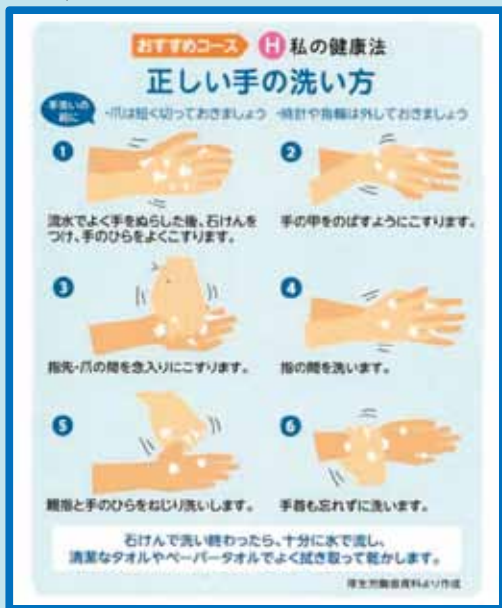 おすすめコース H 私の健康法
正しい手の洗い方
手洗いの前に
・爪は短く切っておきましょう ・時計や指輪は外しておきましょう
1
流水でよく手をぬらした後、石けんを
つけ、手のひらをよくこすります。
2
手の甲をのばすようにこすります。
3
指先・爪の間を念入りにこすります。
4
指の間を洗います。
5
親指と手のひらをねじり洗いします。
6
手首も忘れずに洗います。
石けんで洗い終わったら、十分に水で流し、
清潔なタオルやペーパータオルでよく拭き取って乾かします。
厚生労働省資料より作成